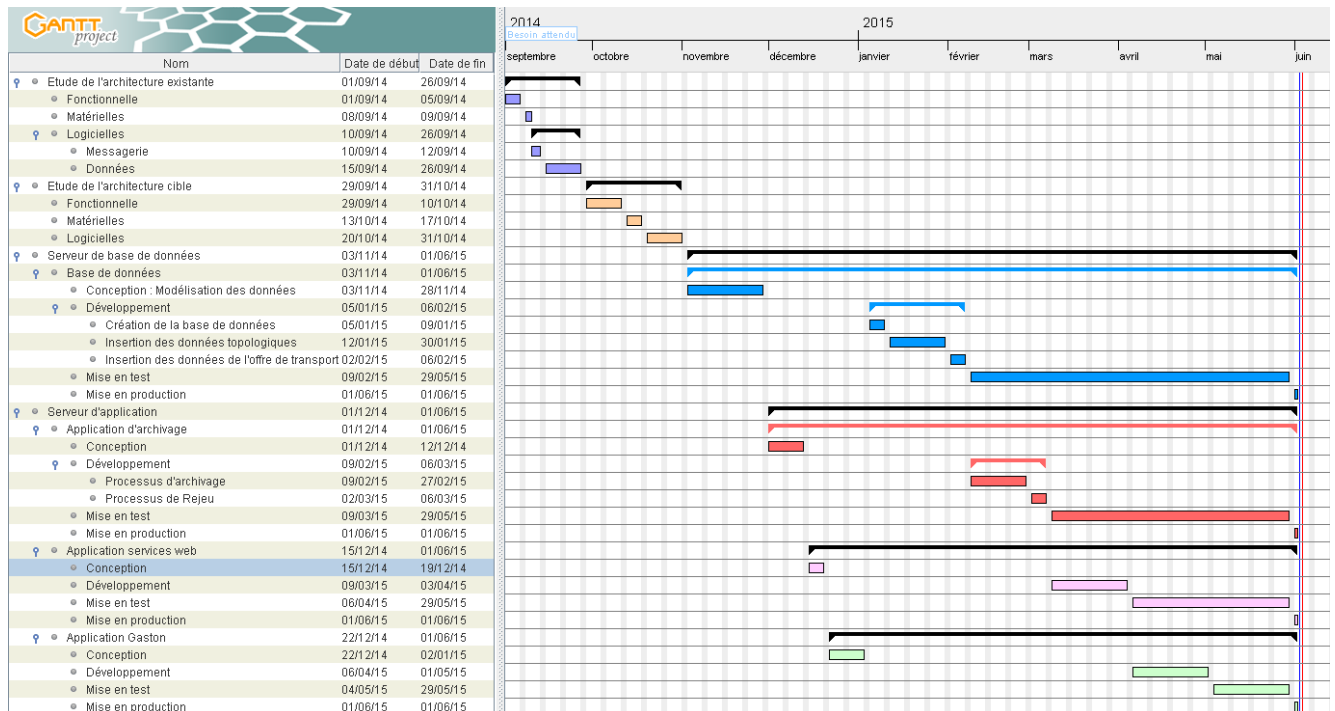 GANTT
project
2014
2015
Besoin attendu
septembre octobre novembre décembre janvier février mars avril mai juin
Nom Date de début Date de fin
Etude de l'architecture existante 01/09/14 26/09/14
Fonctionnelle 01/09/14 05/09/14
Matérielles 08/09/14 09/09/14
Logicielles 10/09/14 26/09/14
Messagerie 10/09/14 12/09/14
Données 15/09/14 26/09/14
Etude de l'architecture cible 29/09/14 31/10/14
Fonctionnelle 29/09/14 10/10/14
Matérielles 13/10/14 17/10/14
Logicielles 20/10/14 31/10/14
Serveur de base de données 03/11/14 01/06/15
Base de données 03/11/14 01/06/15
Conception : Modélisation des données 03/11/14 28/11/14
Développement 05/01/15 06/02/15
Création de la base de données 05/01/15 09/01/15
Insertion des données topologiques 12/01/15 30/01/15
Insertion des données de l'offre de transport 02/02/15 06/02/15
Mise en test 09/02/15 29/05/15
Mise en production 01/06/15 01/06/15
Serveur d'application 01/12/14 01/06/15
Application d'archivage 01/12/14 01/06/15
Conception 01/12/14 12/12/14
Développement 09/02/15 06/03/15
Processus d'archivage 09/02/15 27/02/15
Processus de Rejeu 02/03/15 06/03/15
Mise en test 09/03/15 29/05/15
Mise en production 01/06/15 01/06/15
Application services web 15/12/14 01/06/15
Conception 15/12/14 19/12/14
Développement 09/03/15 03/04/15
Mise en test 06/04/15 29/05/15
Mise en production 01/06/15 01/06/15
Application Gaston 22/12/14 01/06/15
Conception 22/12/14 02/01/15
Développement 06/04/15 01/05/15
Mise en test 04/05/15 29/05/15
Mise en production 01/06/15 01/06/15